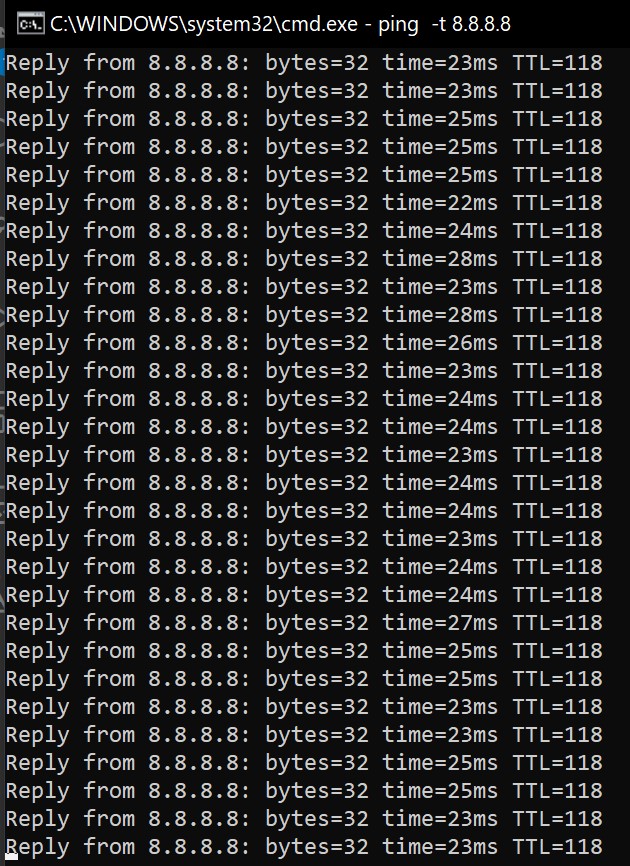 C:\WINDOWS\system32\cmd.exe - ping  -t 8.8.8.8
Reply from 8.8.8.8: bytes=32 time=23ms TTL=118
Reply from 8.8.8.8: bytes=32 time=23ms TTL=118
Reply from 8.8.8.8: bytes=32 time=25ms TTL=118
Reply from 8.8.8.8: bytes=32 time=25ms TTL=118
Reply from 8.8.8.8: bytes=32 time=25ms TTL=118
Reply from 8.8.8.8: bytes=32 time=22ms TTL=118
Reply from 8.8.8.8: bytes=32 time=24ms TTL=118
Reply from 8.8.8.8: bytes=32 time=28ms TTL=118
Reply from 8.8.8.8: bytes=32 time=23ms TTL=118
Reply from 8.8.8.8: bytes=32 time=28ms TTL=118
Reply from 8.8.8.8: bytes=32 time=26ms TTL=118
Reply from 8.8.8.8: bytes=32 time=23ms TTL=118
Reply from 8.8.8.8: bytes=32 time=24ms TTL=118
Reply from 8.8.8.8: bytes=32 time=24ms TTL=118
Reply from 8.8.8.8: bytes=32 time=23ms TTL=118
Reply from 8.8.8.8: bytes=32 time=24ms TTL=118
Reply from 8.8.8.8: bytes=32 time=24ms TTL=118
Reply from 8.8.8.8: bytes=32 time=23ms TTL=118
Reply from 8.8.8.8: bytes=32 time=24ms TTL=118
Reply from 8.8.8.8: bytes=32 time=24ms TTL=118
Reply from 8.8.8.8: bytes=32 time=27ms TTL=118
Reply from 8.8.8.8: bytes=32 time=25ms TTL=118
Reply from 8.8.8.8: bytes=32 time=25ms TTL=118
Reply from 8.8.8.8: bytes=32 time=23ms TTL=118
Reply from 8.8.8.8: bytes=32 time=23ms TTL=118
Reply from 8.8.8.8: bytes=32 time=25ms TTL=118
Reply from 8.8.8.8: bytes=32 time=25ms TTL=118
Reply from 8.8.8.8: bytes=32 time=23ms TTL=118
Reply from 8.8.8.8: bytes=32 time=23ms TTL=118